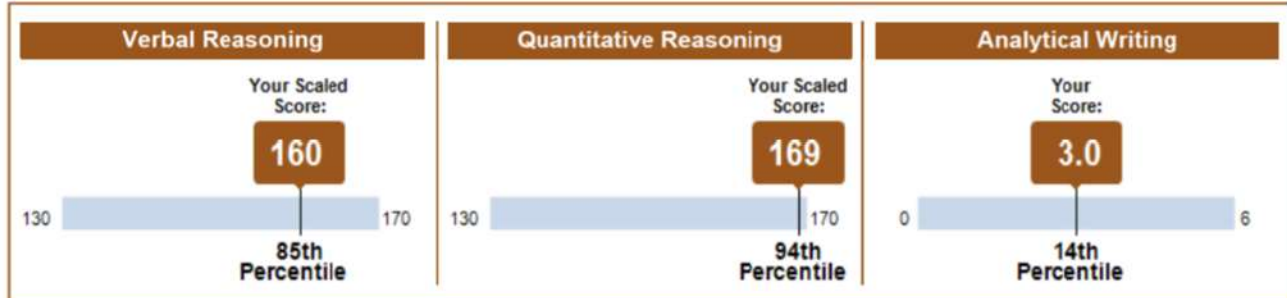 Verbal Reasoning
Your Scaled
Score:
160
130
170
85th
Percentile
Quantitative Reasoning
Your Scaled
Score:
169
130
170
94th
Percentile
Analytical Writing
Your
Score:
3.0
0
6
14th
Percentile